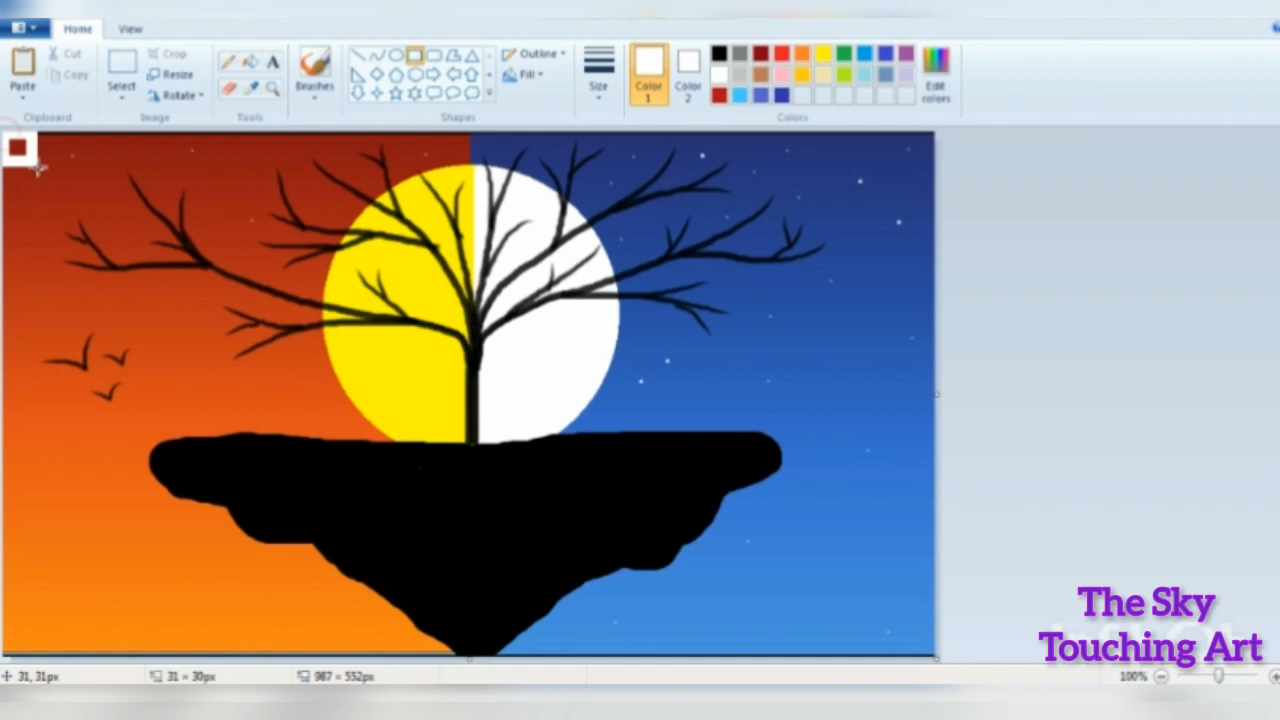 Home View
Paste Cut Copy Clipboard
Select Crop Resize Rotate Image
Tools
Brushes
Shapes
Outline Fill
Size
Color 1
Color 2
Edit colors
Colors
31, 31px 31 × 30px 987 × 552px 100%
The Sky
Touching Art